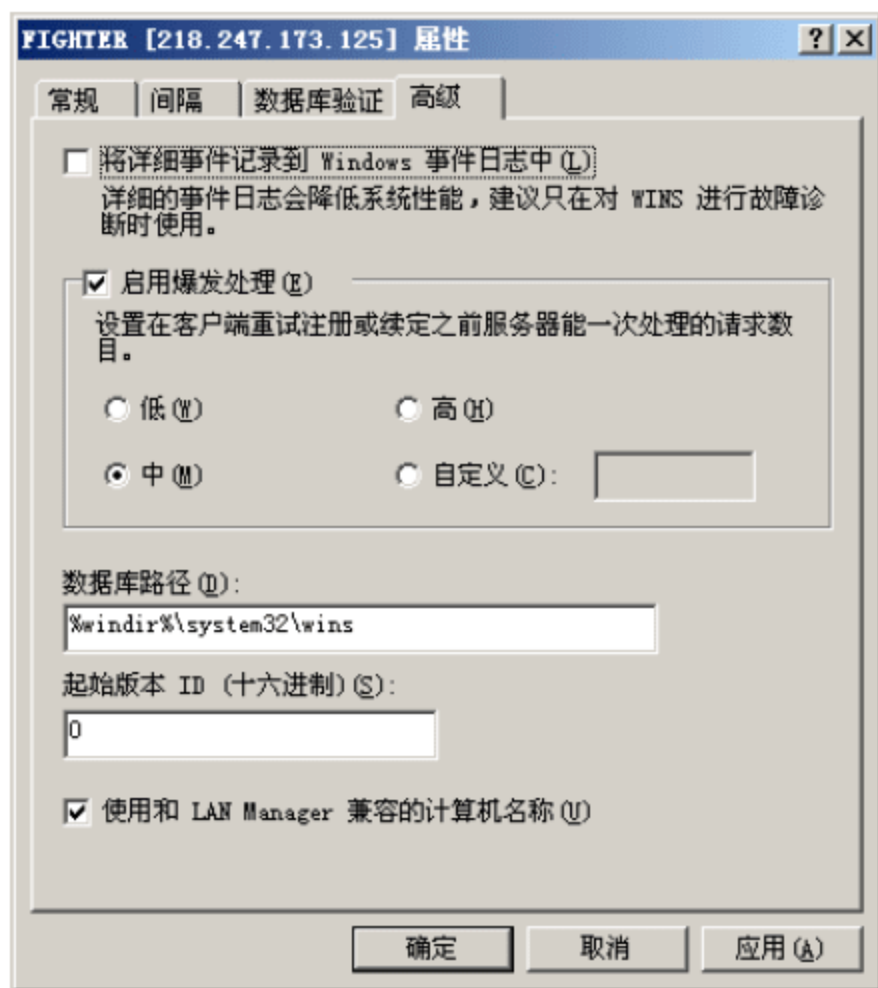 FIGHTER [218.247.173.125] 属性
常规 间隔 数据库验证 高级
将详细事件记录到 Windows 事件日志中(L)
详细的事件日志会降低系统性能，建议只在对 WINS 进行故障诊
断时使用。
启用爆发处理(E)
设置在客户端重试注册或续定之前服务器能一次处理的请求数
目。
低(W) 高(H)
中(M) 自定义(C):
数据库路径(D):
%windir%\system32\wins
起始版本 ID (十六进制)(S):
0
使用和 LAN Manager 兼容的计算机名称(U)
确定 取消 应用(A)